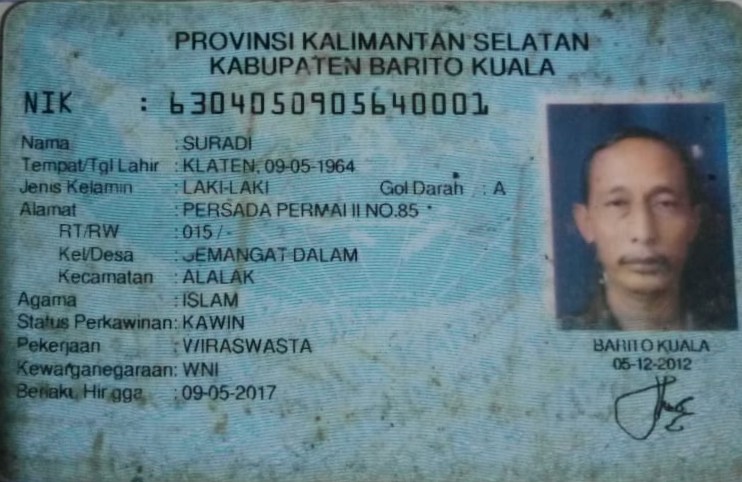 PROVINSI KALIMANTAN SELATAN
KABUPATEN BARITO KUALA
NIK : 6304050905640001
Nama : SURADI
Tempat/Tgl Lahir : KLATEN, 09-05-1964
Jenis Kelamin : LAKI-LAKI Gol Darah : A
Alamat : PERSADA PERMAI II NO.85
RT/RW : 015 / -
Kel/Desa : SEMANGAT DALAM
Kecamatan : ALALAK
Agama : ISLAM
Status Perkawinan : KAWIN
Pekerjaan : WIRASWASTA
Kewarganegaraan : WNI
Berlaku Hingga : 09-05-2017
BARITO KUALA
05-12-2012